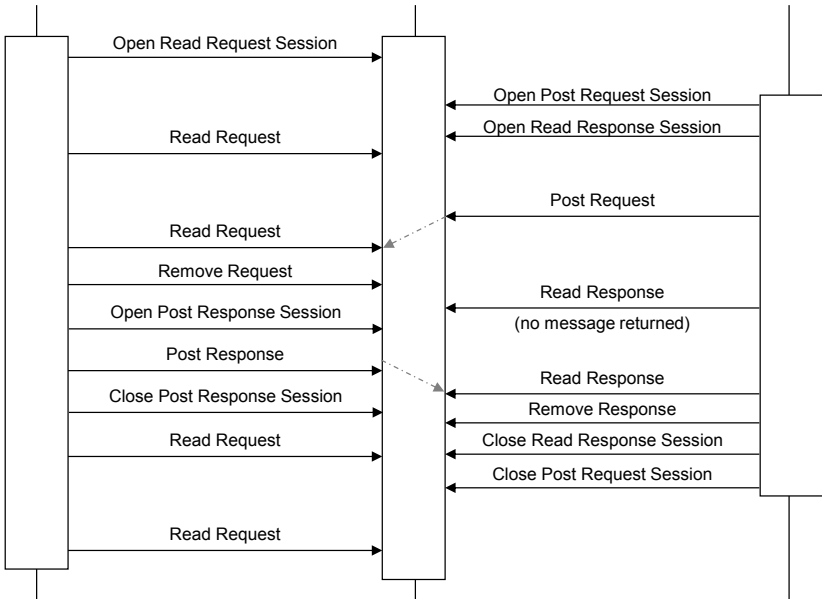 Open Read Request Session
Open Post Request Session
Open Read Response Session
Read Request
Post Request
Read Request
Remove Request
Read Response
Open Post Response Session
(no message returned)
Post Response
Read Response
Close Post Response Session
Remove Response
Read Request
Close Read Response Session
Close Post Request Session
Read Request